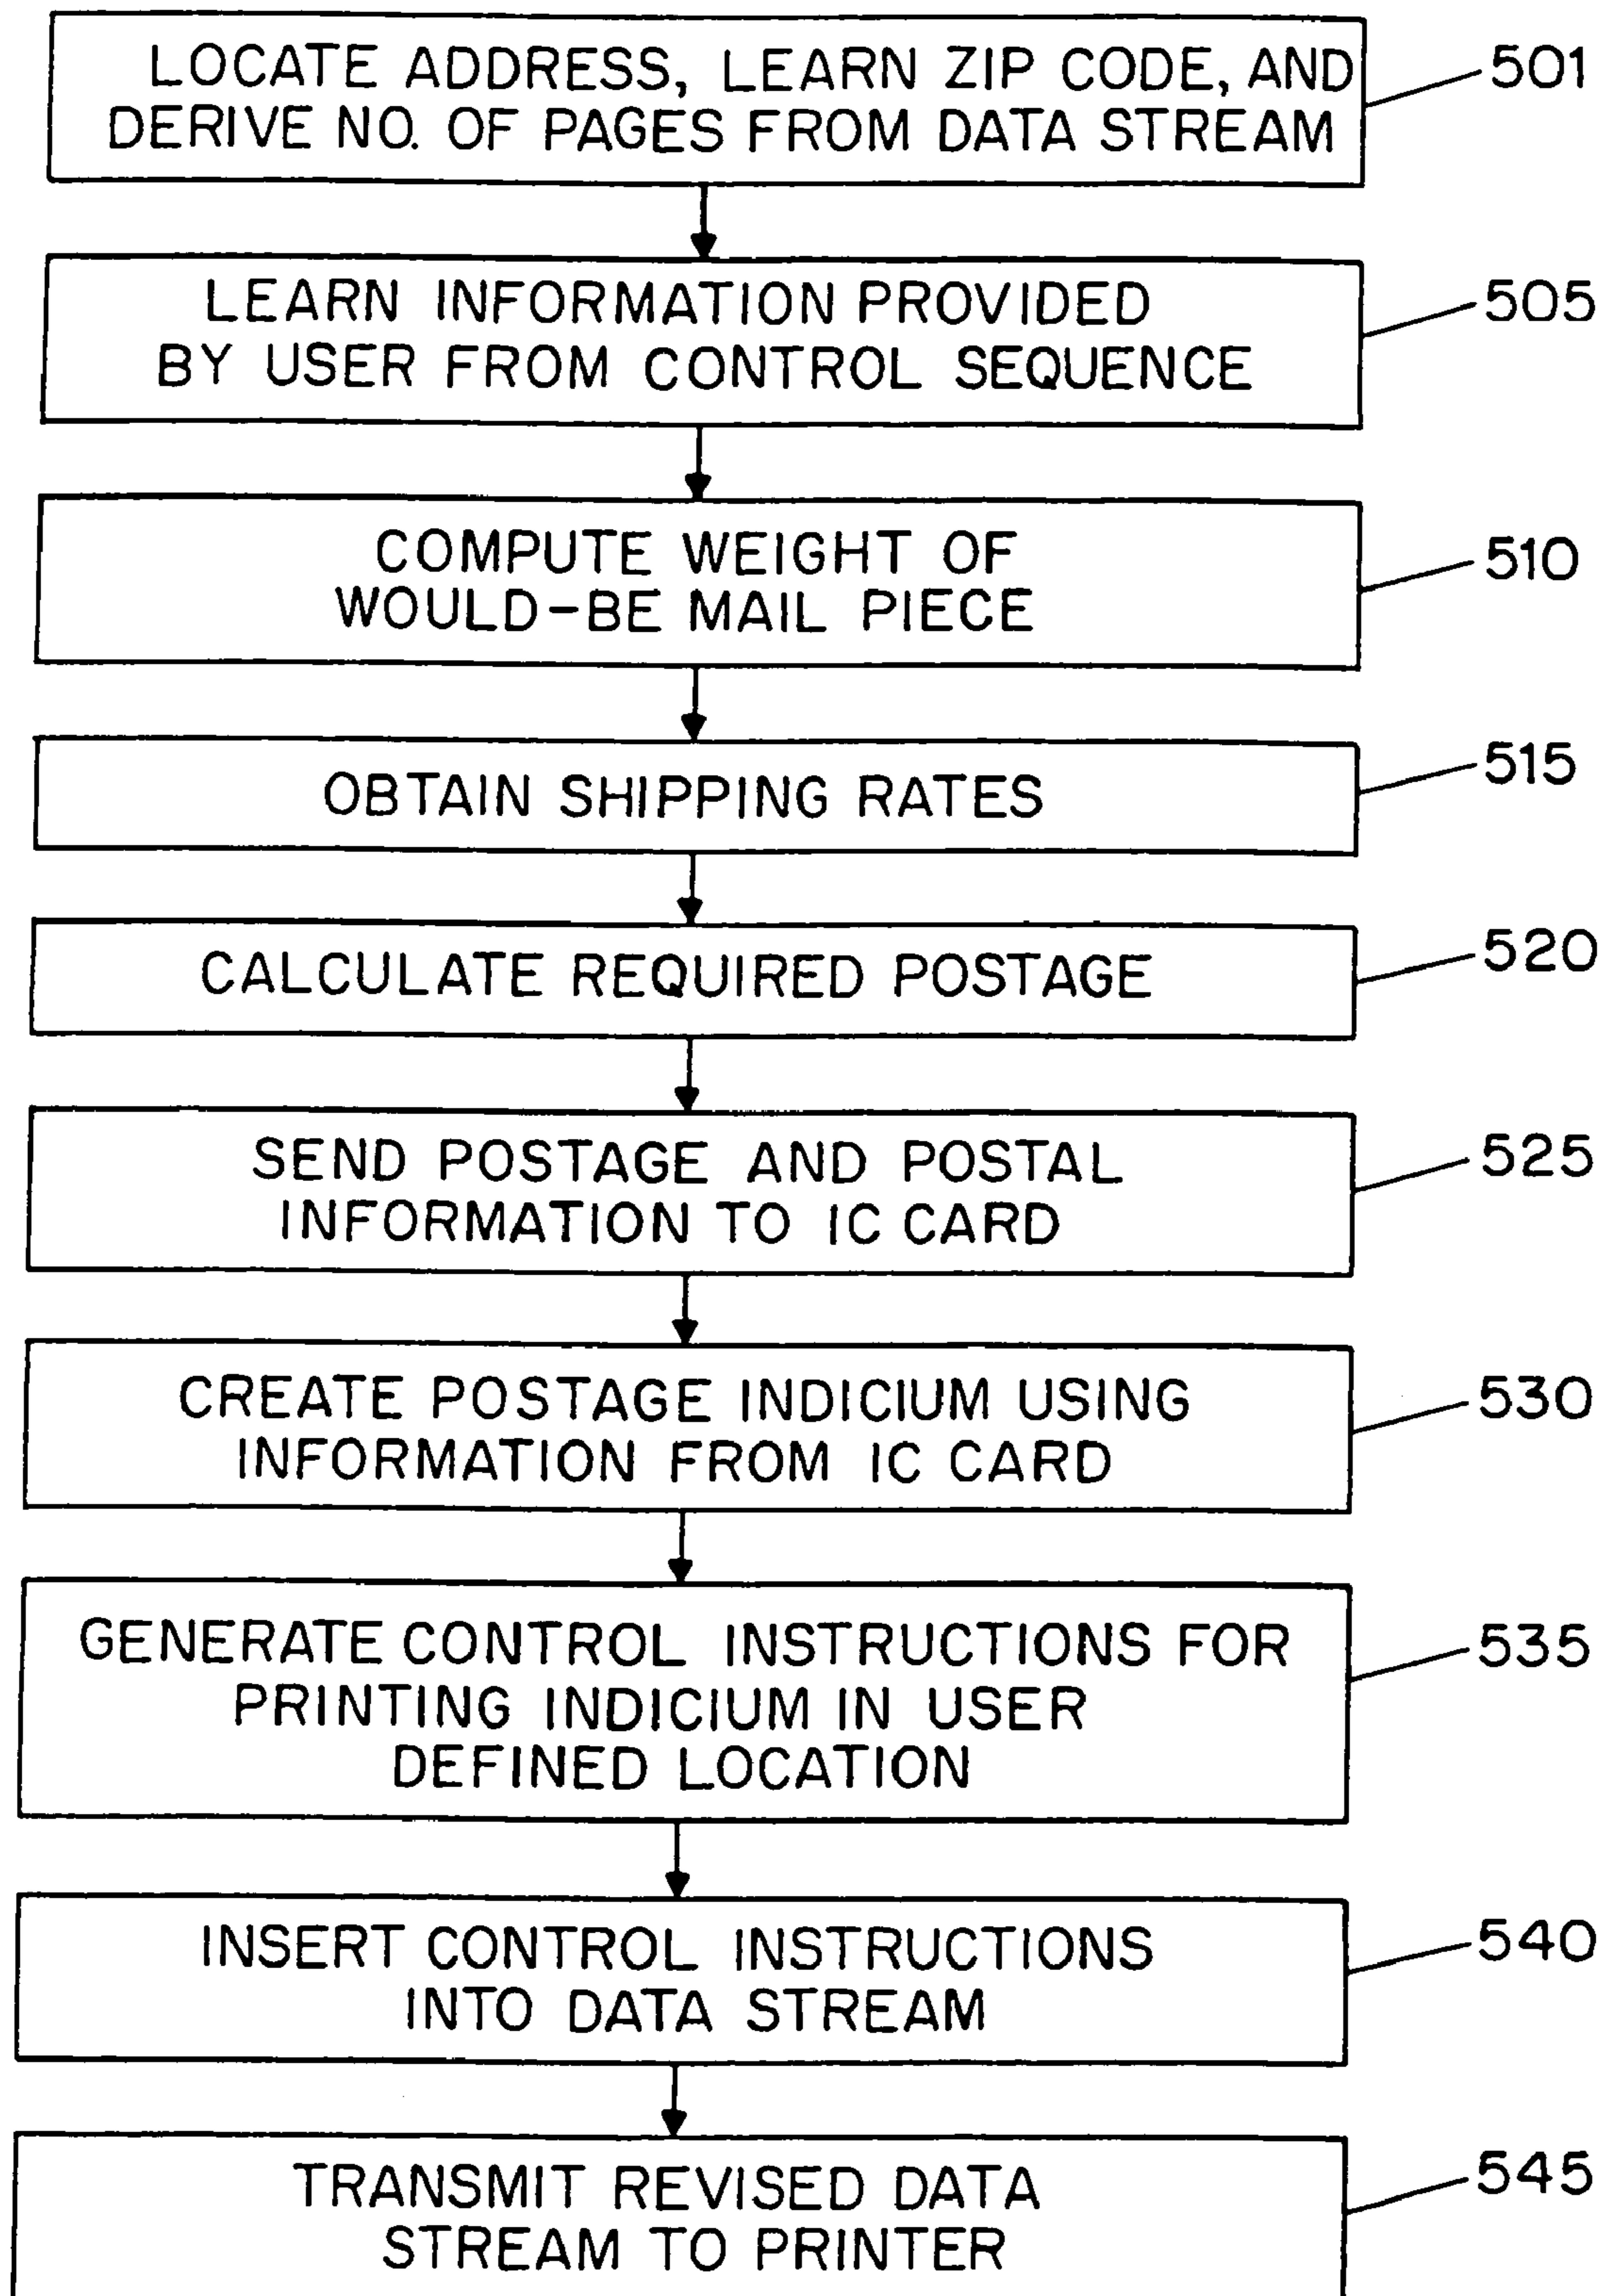 LOCATE ADDRESS, LEARN ZIP CODE, AND
DERIVE NO. OF PAGES FROM DATA STREAM
501
LEARN INFORMATION PROVIDED
BY USER FROM CONTROL SEQUENCE
505
COMPUTE WEIGHT OF
WOULD-BE MAIL PIECE
510
OBTAIN SHIPPING RATES
515
CALCULATE REQUIRED POSTAGE
520
SEND POSTAGE AND POSTAL
INFORMATION TO IC CARD
525
CREATE POSTAGE INDICIUM USING
INFORMATION FROM IC CARD
530
GENERATE CONTROL INSTRUCTIONS FOR
PRINTING INDICIUM IN USER
DEFINED LOCATION
535
INSERT CONTROL INSTRUCTIONS
INTO DATA STREAM
540
TRANSMIT REVISED DATA
STREAM TO PRINTER
545